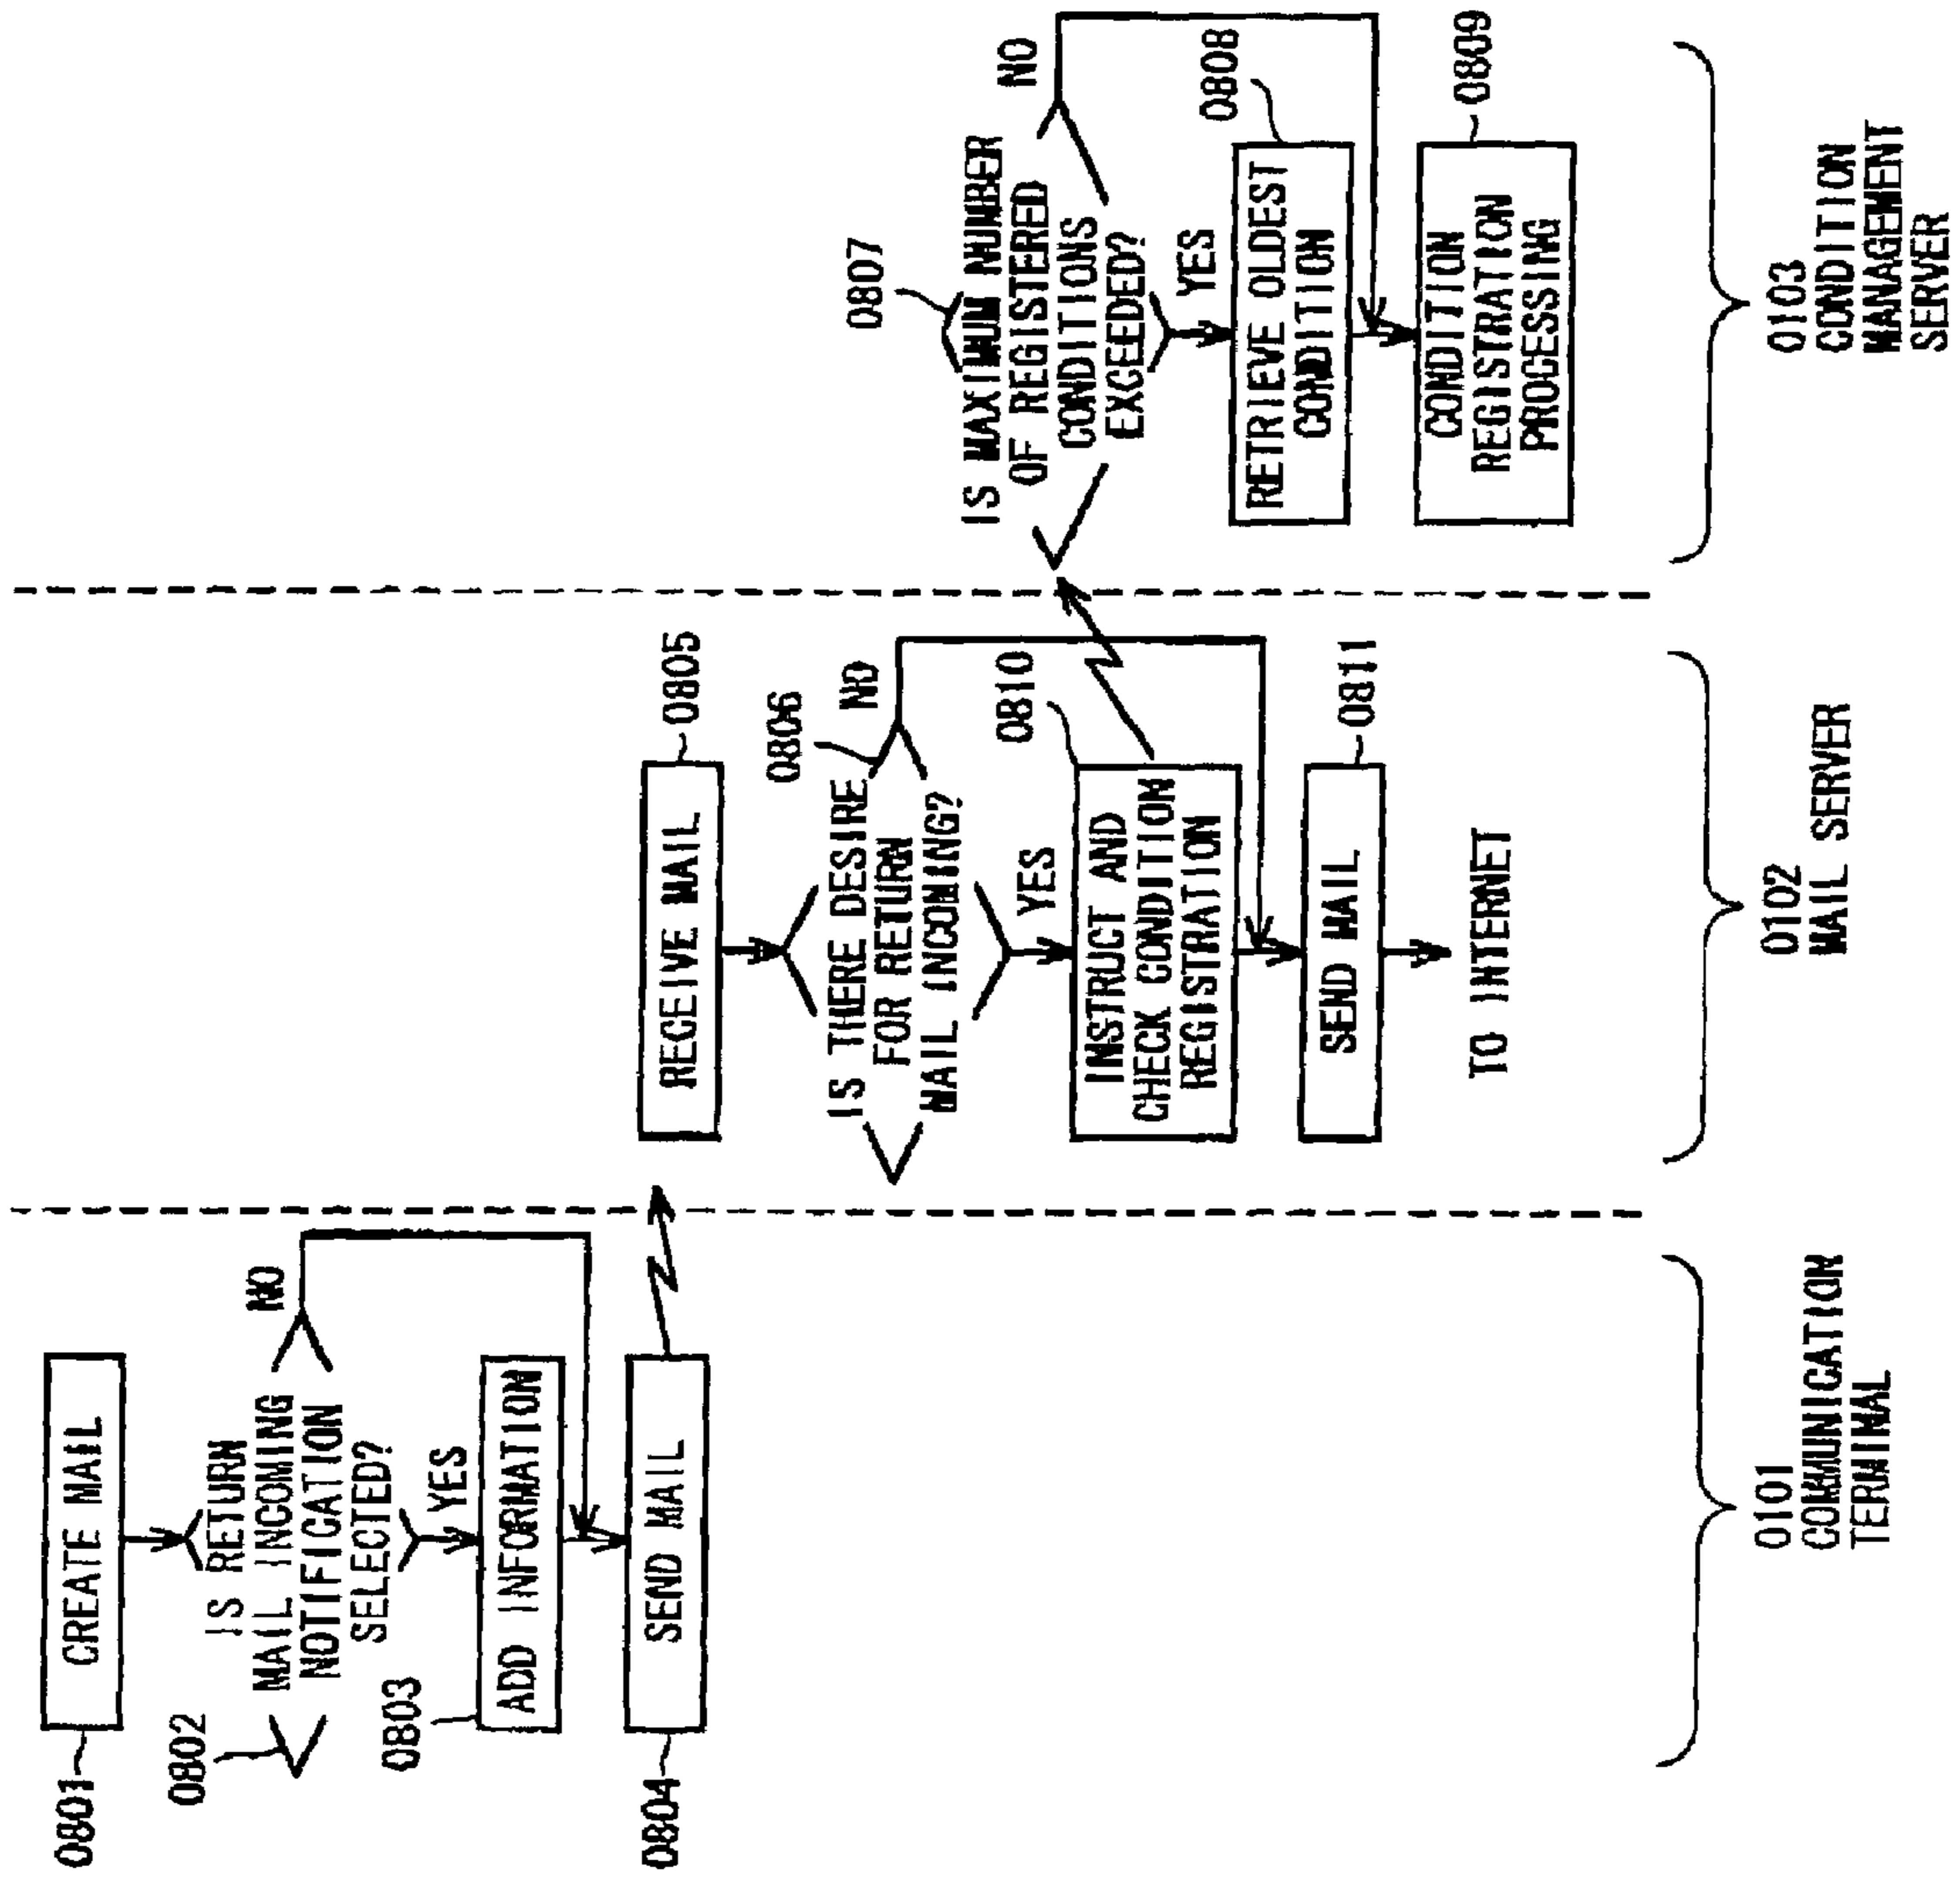 0801
CREATE MAIL
0802
IS RETURN
MAIL INCOMING
NOTIFICATION
SELECTED?
NO
YES
0803
ADD INFORMATION
0804
SEND MAIL
0101
COMMUNICATION
TERMINAL
RECEIVE MAIL
0805
0806
IS THERE DESIRE
FOR RETURN
MAIL INCOMING?
NO
YES
0810
INSTRUCT AND
CHECK CONDITION
REGISTRATION
SEND MAIL
0811
TO INTERNET
0102
MAIL SERVER
0807
IS MAXIMUM NUMBER
OF REGISTERED
CONDITIONS
EXCEEDED?
NO
YES
0808
RETRIEVE OLDEST
CONDITION
0809
CONDITION
REGISTRATION
PROCESSING
0103
CONDITION
MANAGEMENT
SERVER